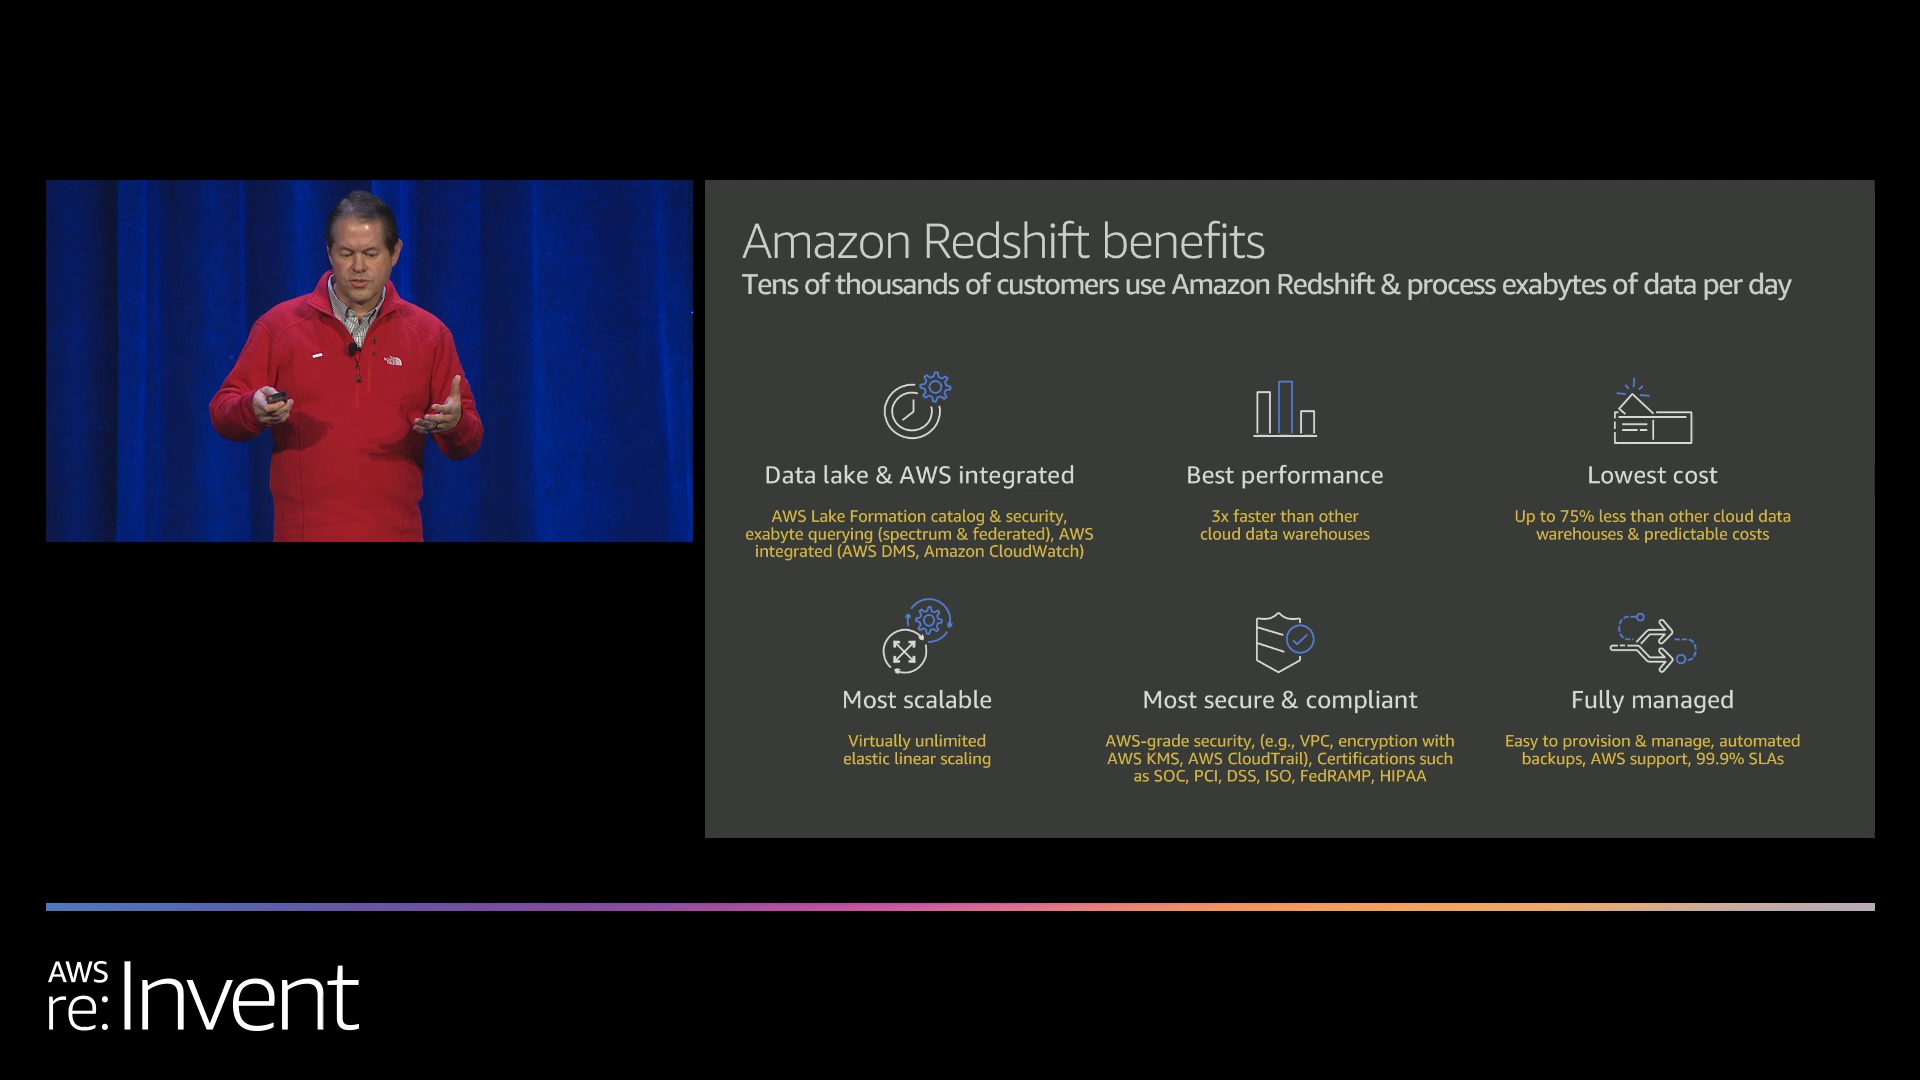 Amazon Redshift benefits
Tens of thousands of customers use Amazon Redshift & process exabytes of data per day
Data lake & AWS integrated
AWS Lake Formation catalog & security,
exabyte querying (spectrum & federated), AWS
integrated (AWS DMS, Amazon CloudWatch)
Best performance
3x faster than other
cloud data warehouses
Lowest cost
Up to 75% less than other cloud data
warehouses & predictable costs
Most scalable
Virtually unlimited
elastic linear scaling
Most secure & compliant
AWS-grade security, (e.g., VPC, encryption with
AWS KMS, AWS CloudTrail), Certifications such
as SOC, PCI, DSS, ISO, FedRAMP, HIPAA
Fully managed
Easy to provision & manage, automated
backups, AWS support, 99.9% SLAs
AWS
re:Invent